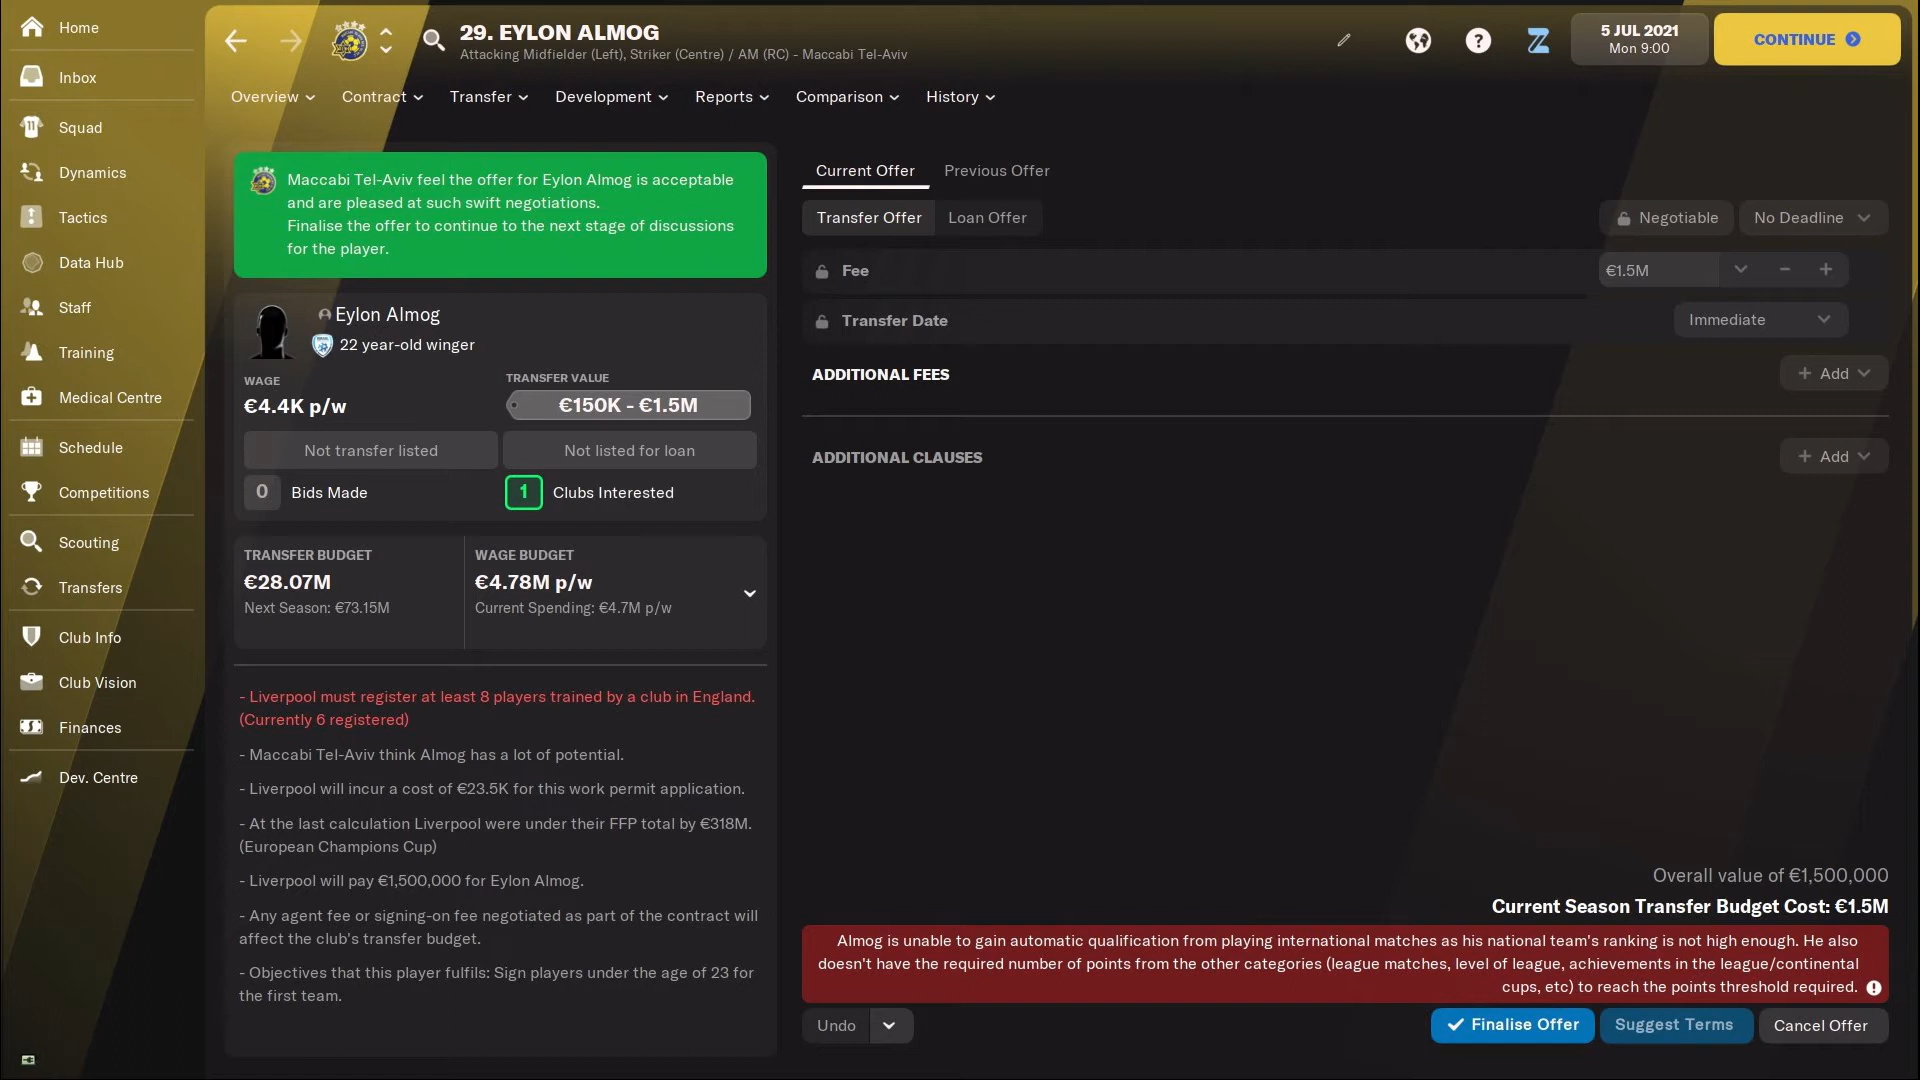 Home
Inbox
Squad
Dynamics
Tactics
Data Hub
Staff
Training
Medical Centre
Schedule
Competitions
Scouting
Transfers
Club Info
Club Vision
Finances
Dev. Centre
29. EYLON ALMOG
Attacking Midfielder (Left), Striker (Centre) / AM (RC) - Maccabi Tel-Aviv
5 JUL 2021
Mon 9:00
CONTINUE
Overview
Contract
Transfer
Development
Reports
Comparison
History
Maccabi Tel-Aviv feel the offer for Eylon Almog is acceptable
and are pleased at such swift negotiations.
Finalise the offer to continue to the next stage of discussions
for the player.
Eylon Almog
22 year-old winger
WAGE
€4.4K p/w
TRANSFER VALUE
€150K - €1.5M
Not transfer listed
Not listed for loan
0 Bids Made
1 Clubs Interested
TRANSFER BUDGET
€28.07M
Next Season: €73.15M
WAGE BUDGET
€4.78M p/w
Current Spending: €4.7M p/w
- Liverpool must register at least 8 players trained by a club in England.
(Currently 6 registered)
- Maccabi Tel-Aviv think Almog has a lot of potential.
- Liverpool will incur a cost of €23.5K for this work permit application.
- At the last calculation Liverpool were under their FFP total by €318M.
(European Champions Cup)
- Liverpool will pay €1,500,000 for Eylon Almog.
- Any agent fee or signing-on fee negotiated as part of the contract will
affect the club's transfer budget.
- Objectives that this player fulfils: Sign players under the age of 23 for
the first team.
Current Offer
Previous Offer
Transfer Offer
Loan Offer
Negotiable
No Deadline
Fee
€1.5M
Transfer Date
Immediate
ADDITIONAL FEES
+ Add
ADDITIONAL CLAUSES
+ Add
Overall value of €1,500,000
Current Season Transfer Budget Cost: €1.5M
Almog is unable to gain automatic qualification from playing international matches as his national team's ranking is not high enough. He also
doesn't have the required number of points from the other categories (league matches, level of league, achievements in the league/continental
cups, etc) to reach the points threshold required.
Undo
Finalise Offer
Suggest Terms
Cancel Offer